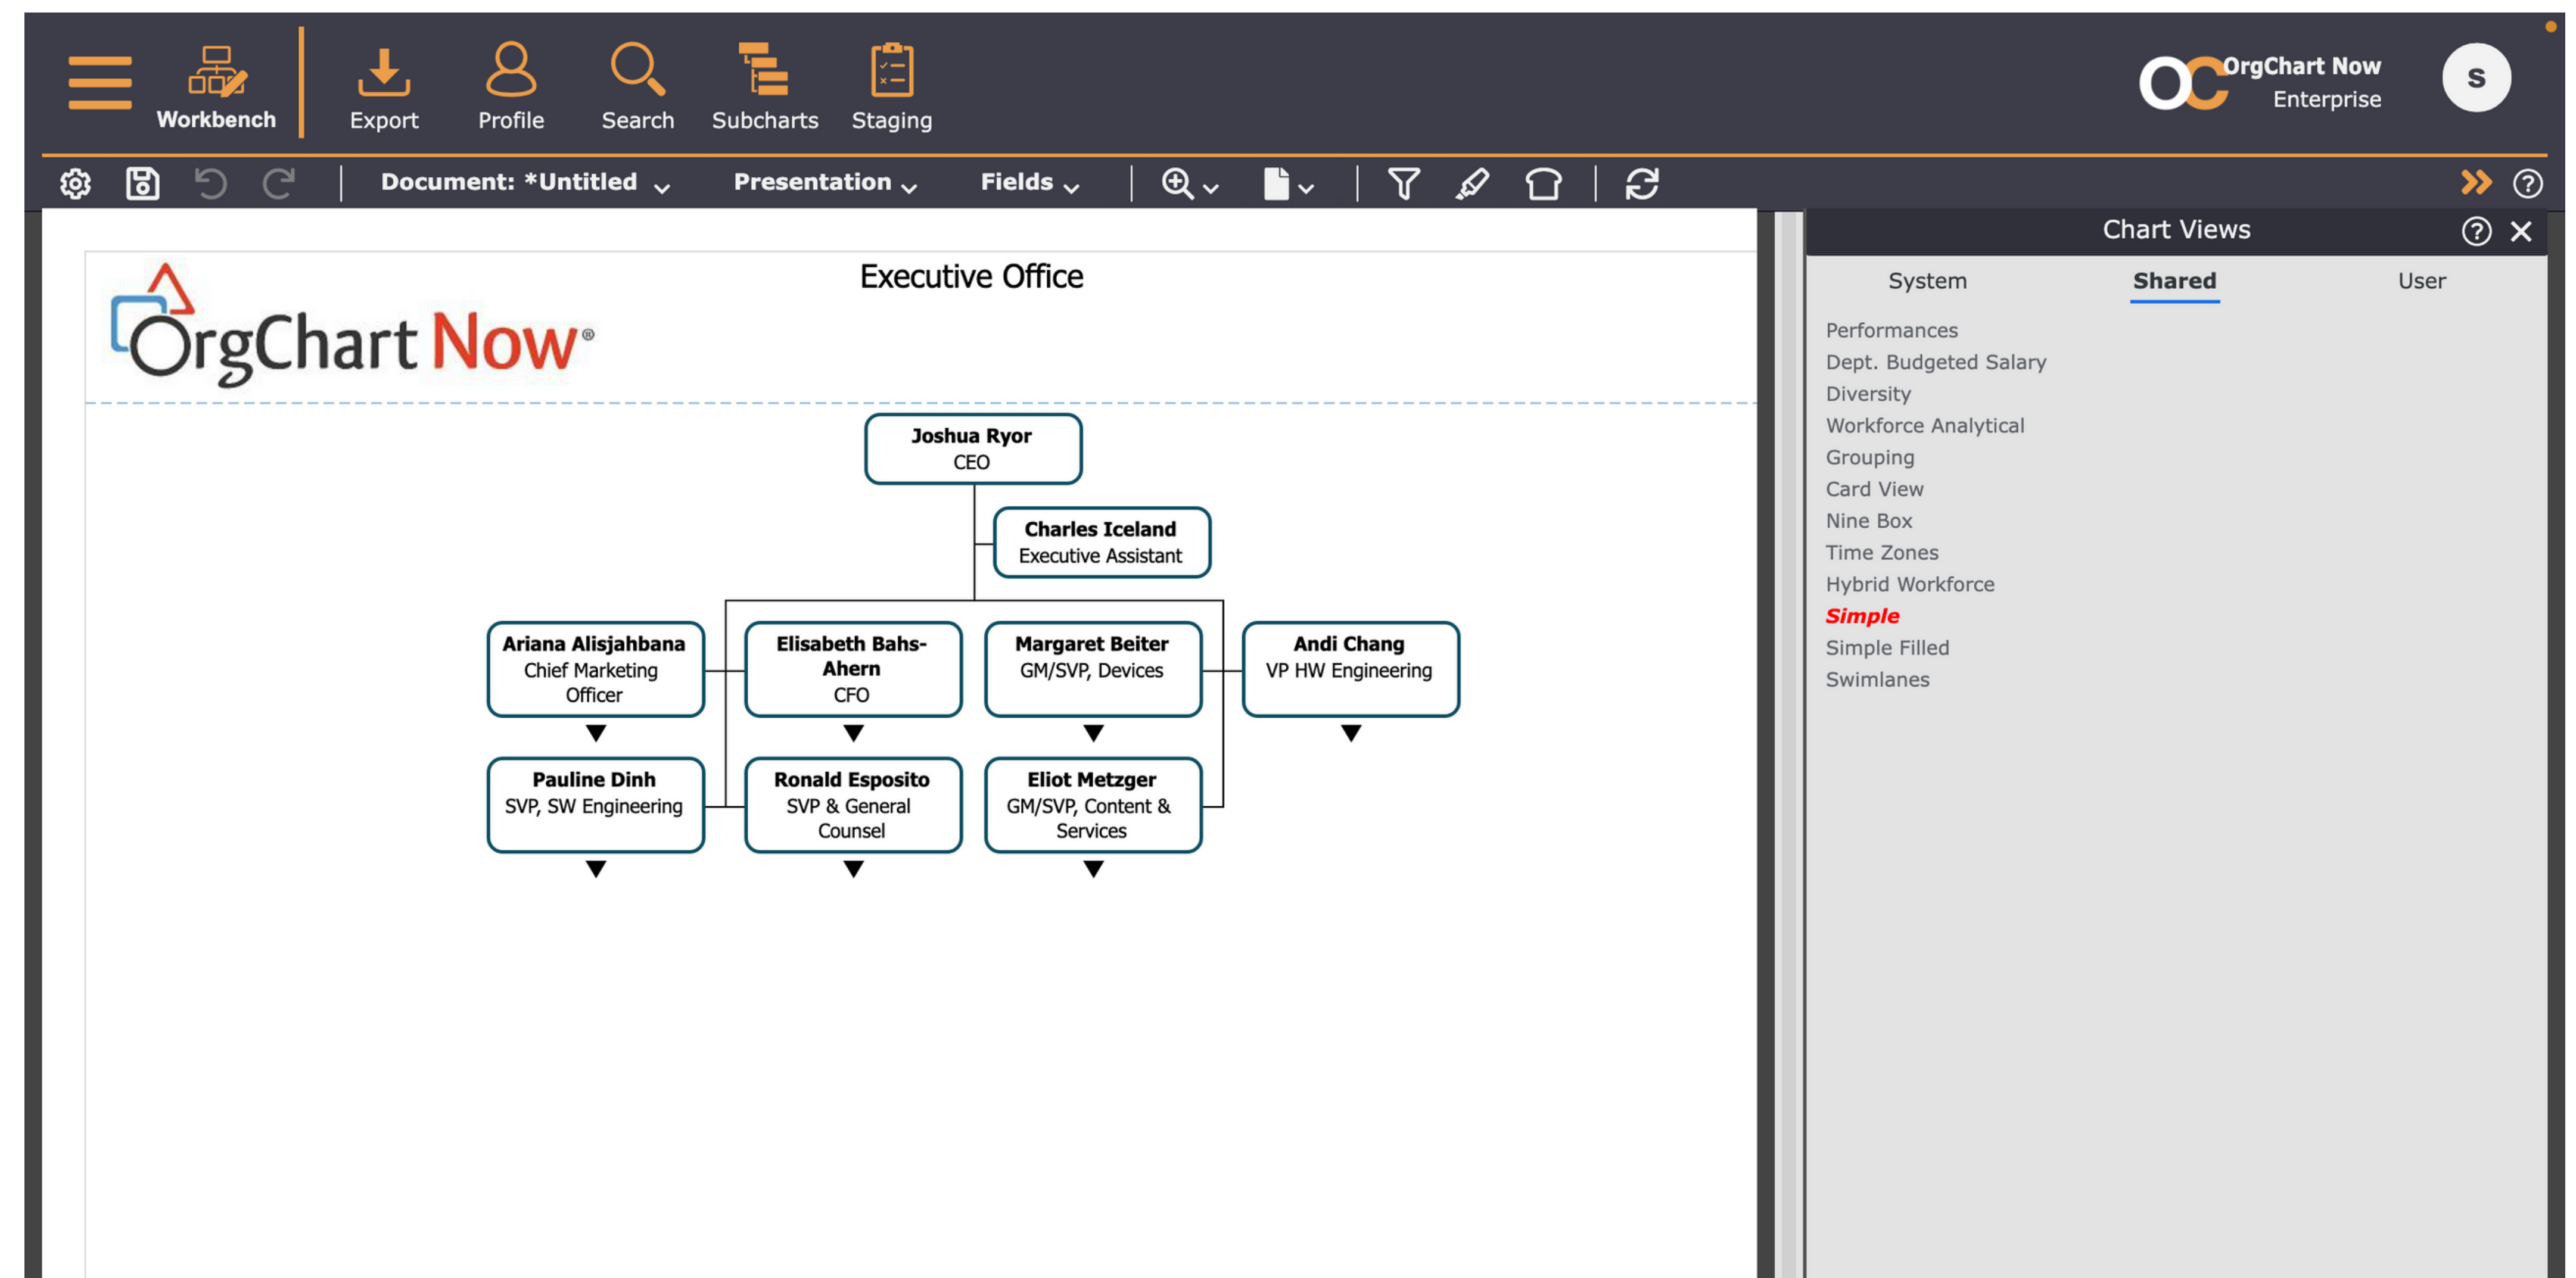 Workbench
Export
Profile
Search
Subcharts
Staging
OC OrgChart Now
Enterprise
S
Document: *Untitled
Presentation
Fields
Chart Views
System
Shared
User
Performances
Dept. Budgeted Salary
Diversity
Workforce Analytical
Grouping
Card View
Nine Box
Time Zones
Hybrid Workforce
Simple
Simple Filled
Swimlanes
OrgChart Now®
Executive Office
Joshua Ryor
CEO
Charles Iceland
Executive Assistant
Ariana Alisjahbana
Chief Marketing
Officer
Elisabeth Bahs-
Ahern
CFO
Margaret Beiter
GM/SVP, Devices
Andi Chang
VP HW Engineering
Pauline Dinh
SVP, SW Engineering
Ronald Esposito
SVP & General
Counsel
Eliot Metzger
GM/SVP, Content &
Services